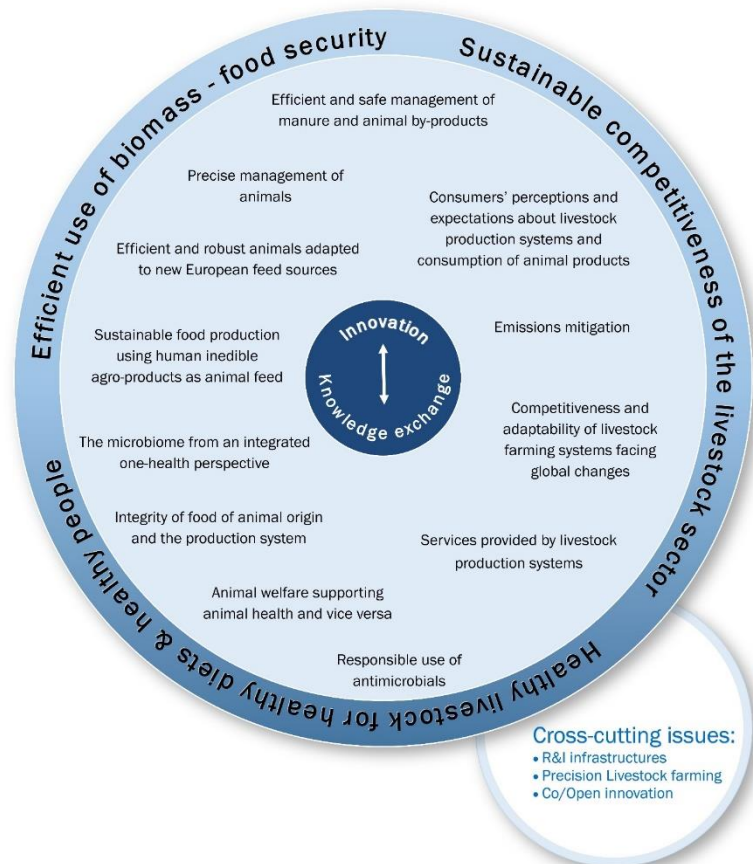 Efficient use of biomass - food security
Sustainable competitiveness of the livestock sector
Healthy livestock for healthy diets & healthy people
Efficient and safe management of
manure and animal by-products
Precise management of
animals
Consumers' perceptions and
expectations about livestock
production systems and
consumption of animal products
Efficient and robust animals adapted
to new European feed sources
Innovation
Knowledge exchange
Emissions mitigation
Sustainable food production
using human inedible
agro-products as animal feed
Competitiveness and
adaptability of livestock
farming systems facing
global changes
The microbiome from an integrated
one-health perspective
Integrity of food of animal origin
and the production system
Services provided by livestock
production systems
Animal welfare supporting
animal health and vice versa
Responsible use of
antimicrobials
Cross-cutting issues:
• R&I infrastructures
• Precision Livestock farming
• Co/Open innovation